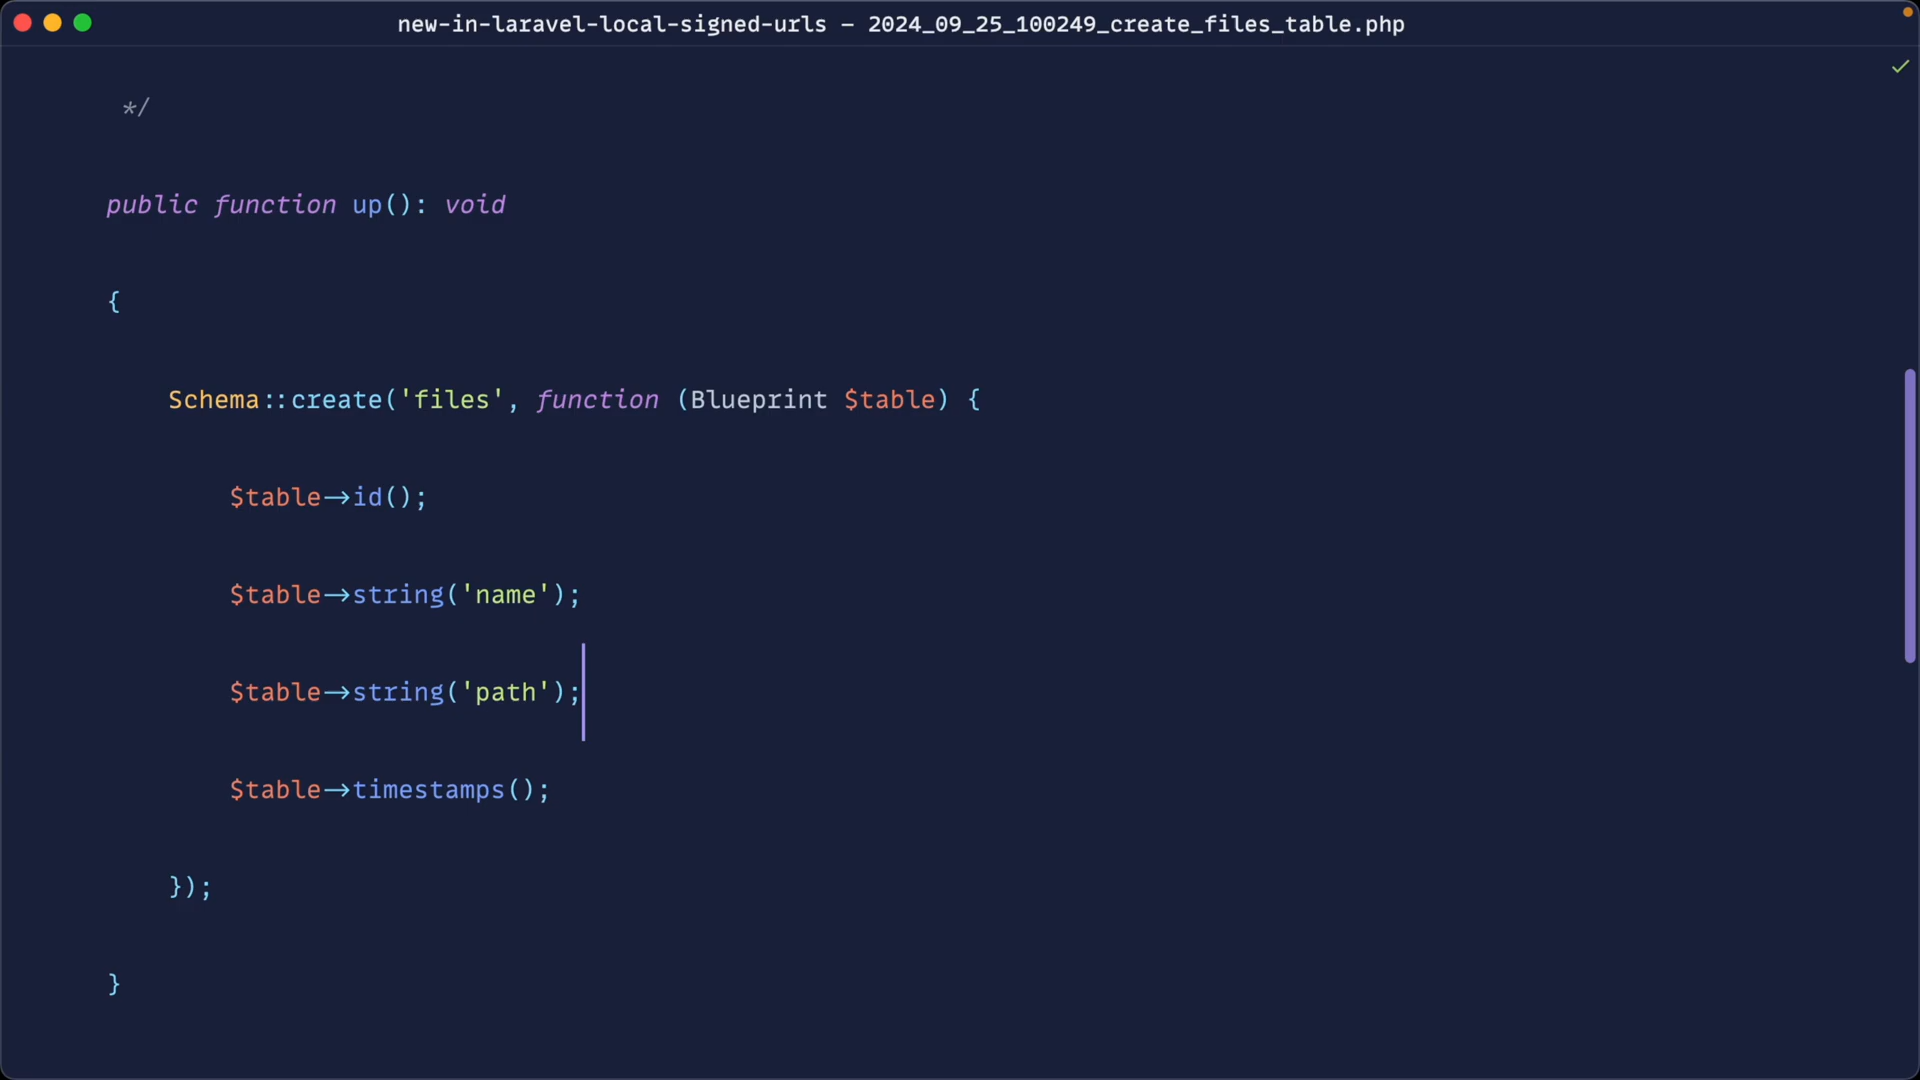 new-in-laravel-local-signed-urls – 2024_09_25_100249_create_files_table.php
*/
public function up(): void
{
Schema::create('files', function (Blueprint $table) {
$table->id();
$table->string('name');
$table->string('path');
$table->timestamps();
});
}